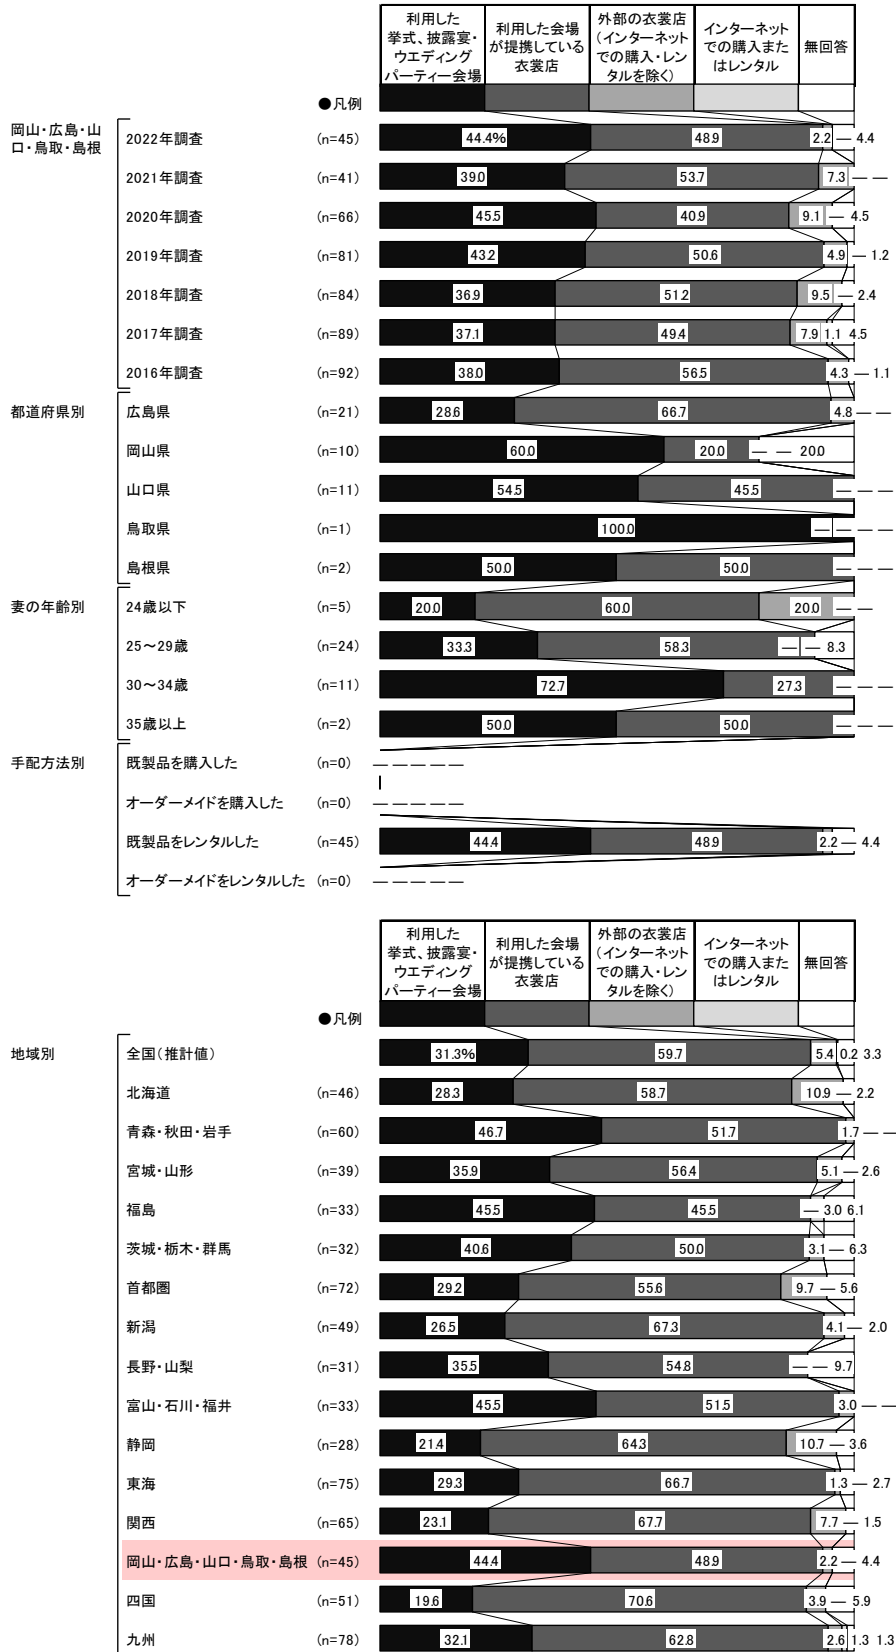 利用した
挙式、披露宴・
ウエディング
パーティー会場
利用した会場
が提携している
衣裳店
外部の衣裳店
(インターネット
での購入・レン
タルを除く)
インターネット
での購入また
はレンタル
無回答
●凡例
岡山・広島・山
口・鳥取・島根
2022年調査 (n=45) 44.4% 48.9 2.2 — 4.4
2021年調査 (n=41) 39.0 53.7 7.3 — —
2020年調査 (n=66) 45.5 40.9 9.1 — 4.5
2019年調査 (n=81) 43.2 50.6 4.9 — 1.2
2018年調査 (n=84) 36.9 51.2 9.5 — 2.4
2017年調査 (n=89) 37.1 49.4 7.9 1.1 4.5
2016年調査 (n=92) 38.0 56.5 4.3 — 1.1
都道府県別 広島県 (n=21) 28.6 66.7 4.8 — —
岡山県 (n=10) 60.0 20.0 — — 20.0
山口県 (n=11) 54.5 45.5 — — —
鳥取県 (n=1) 100.0 — — — —
島根県 (n=2) 50.0 50.0 — — —
妻の年齢別 24歳以下 (n=5) 20.0 60.0 20.0 — —
25～29歳 (n=24) 33.3 58.3 — — 8.3
30～34歳 (n=11) 72.7 27.3 — — —
35歳以上 (n=2) 50.0 50.0 — — —
手配方法別 既製品を購入した (n=0) — — — — —
オーダーメイドを購入した (n=0) — — — — —
既製品をレンタルした (n=45) 44.4 48.9 2.2 — 4.4
オーダーメイドをレンタルした (n=0) — — — — —
利用した
挙式、披露宴・
ウエディング
パーティー会場
利用した会場
が提携している
衣裳店
外部の衣裳店
(インターネット
での購入・レン
タルを除く)
インターネット
での購入また
はレンタル
無回答
●凡例
地域別 全国(推計値) 31.3% 59.7 5.4 0.2 3.3
北海道 (n=46) 28.3 58.7 10.9 — 2.2
青森・秋田・岩手 (n=60) 46.7 51.7 1.7 — —
宮城・山形 (n=39) 35.9 56.4 5.1 — 2.6
福島 (n=33) 45.5 45.5 — 3.0 6.1
茨城・栃木・群馬 (n=32) 40.6 50.0 3.1 — 6.3
首都圏 (n=72) 29.2 55.6 9.7 — 5.6
新潟 (n=49) 26.5 67.3 4.1 — 2.0
長野・山梨 (n=31) 35.5 54.8 — — 9.7
富山・石川・福井 (n=33) 45.5 51.5 3.0 — —
静岡 (n=28) 21.4 64.3 10.7 — 3.6
東海 (n=75) 29.3 66.7 1.3 — 2.7
関西 (n=65) 23.1 67.7 7.7 — 1.5
岡山・広島・山口・鳥取・島根 (n=45) 44.4 48.9 2.2 — 4.4
四国 (n=51) 19.6 70.6 3.9 — 5.9
九州 (n=78) 32.1 62.8 2.6 1.3 1.3